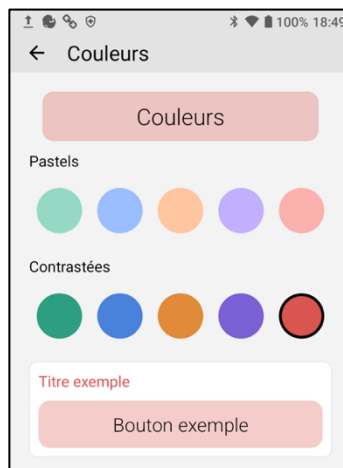 100% 18:49
Couleurs
Couleurs
Pastels
Contrastées
Titre exemple
Bouton exemple